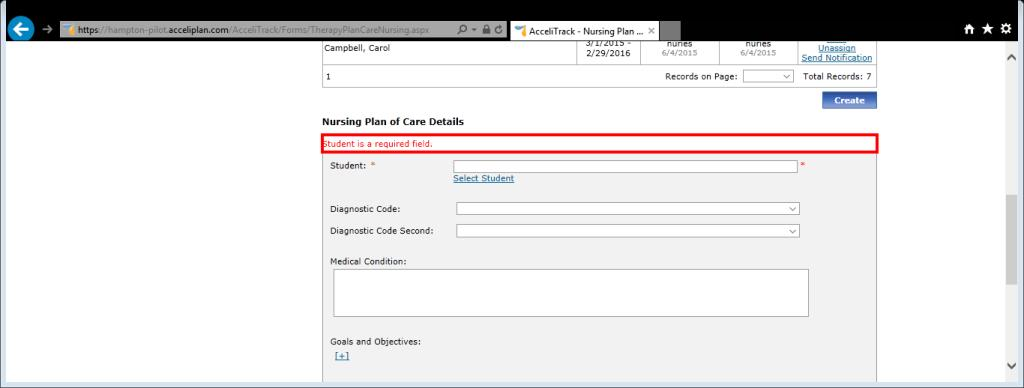 https://hampton-pilot.acceliplan.com/AcceliTrack/Forms/TherapyPlanCareNursing.aspx
AcceliTrack - Nursing Plan ...
Campbell, Carol
3/1/2015 -
2/29/2016
nuries
6/4/2015
nuries
6/4/2015
Unassign
Send Notification
1
Records on Page:
Total Records: 7
Create
Nursing Plan of Care Details
Student is a required field.
Student: *
*
Select Student
Diagnostic Code:
Diagnostic Code Second:
Medical Condition:
Goals and Objectives:
[+]